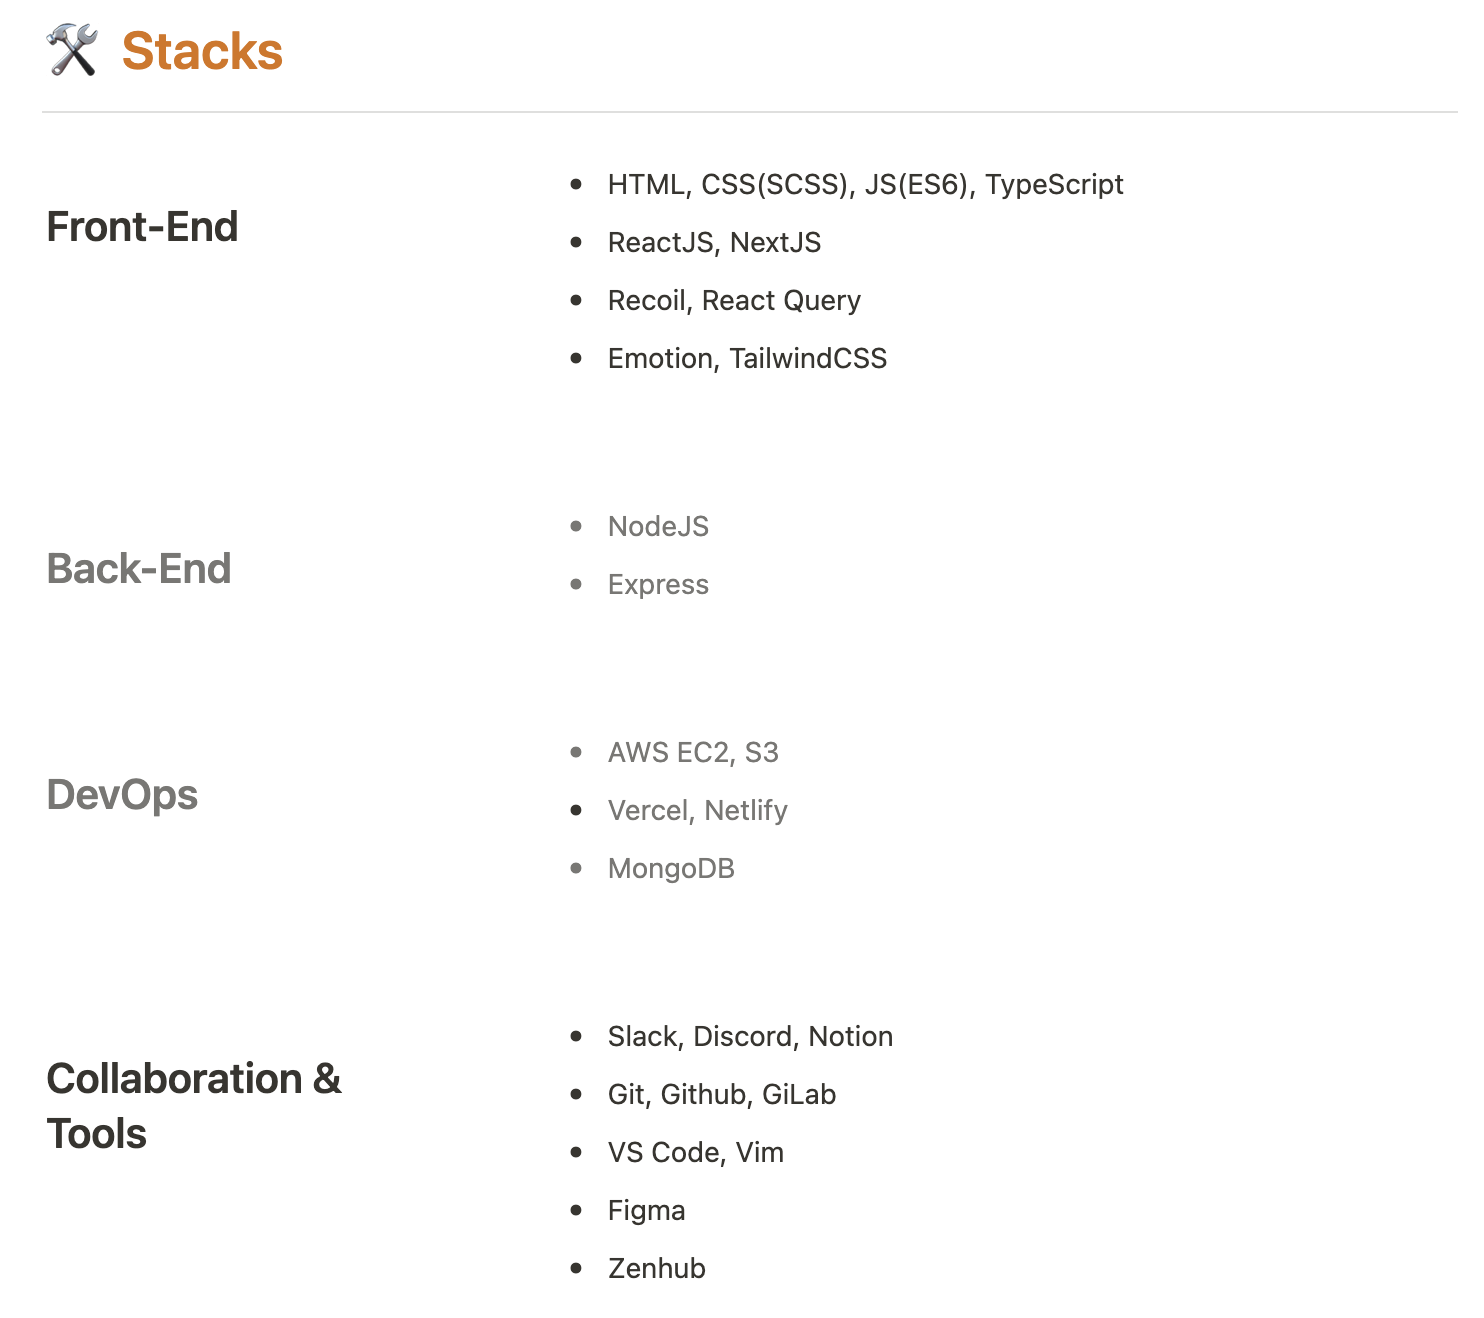 Stacks
Front-End
HTML, CSS(SCSS), JS(ES6), TypeScript
ReactJS, NextJS
Recoil, React Query
Emotion, TailwindCSS
Back-End
NodeJS
Express
DevOps
AWS EC2, S3
Vercel, Netlify
MongoDB
Collaboration &
Tools
Slack, Discord, Notion
Git, Github, GiLab
VS Code, Vim
Figma
Zenhub